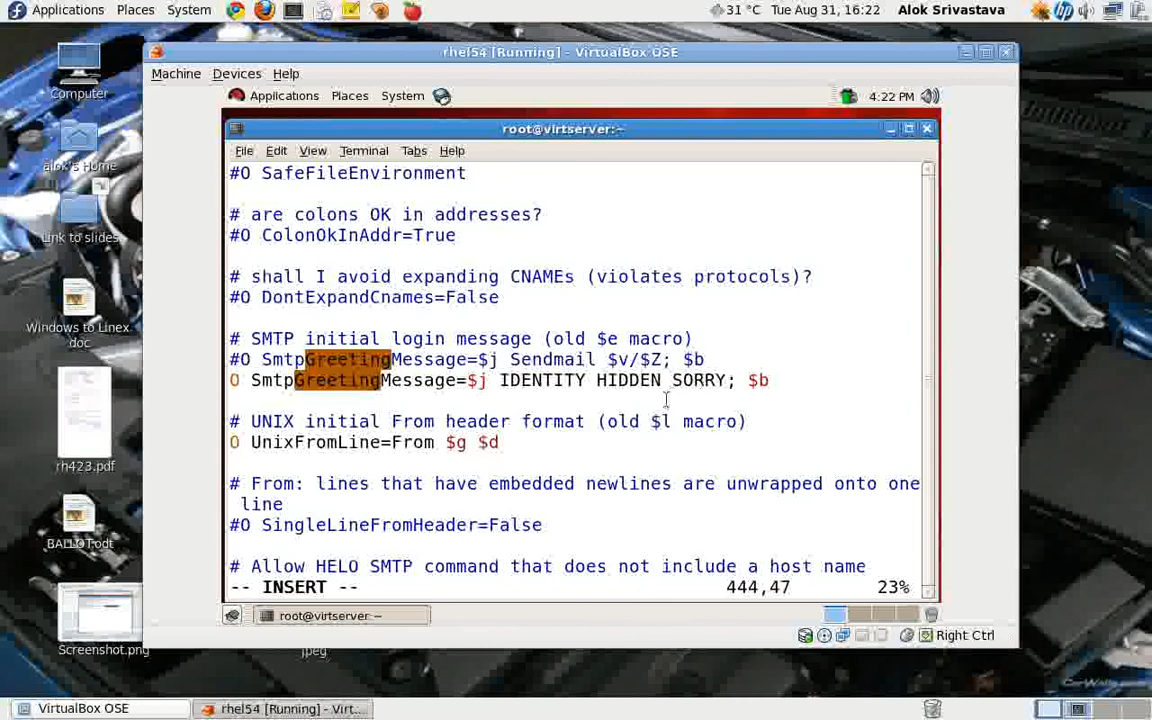 Applications Places System 31 °C Tue Aug 31, 16:22 Alok Srivastava
rhel54 [Running] - VirtualBox OSE
Machine Devices Help
Computer
alok's Home
Link to slides
Windows to Linex
doc
rh423.pdf
BALLOT.odt
Screenshot.png
jpeg
Applications Places System 4:22 PM
root@virtserver:~
File Edit View Terminal Tabs Help
#O SafeFileEnvironment
# are colons OK in addresses?
#O ColonOkInAddr=True
# shall I avoid expanding CNAMEs (violates protocols)?
#O DontExpandCnames=False
# SMTP initial login message (old $e macro)
#O SmtpGreetingMessage=$j Sendmail $v/$Z; $b
O SmtpGreetingMessage=$j IDENTITY HIDDEN SORRY; $b
# UNIX initial From header format (old $l macro)
O UnixFromLine=From $g $d
# From: lines that have embedded newlines are unwrapped onto one
line
#O SingleLineFromHeader=False
# Allow HELO SMTP command that does not include a host name
-- INSERT -- 444,47 23%
root@virtserver:~
Right Ctrl
VirtualBox OSE
rhel54 [Running] - Virt...